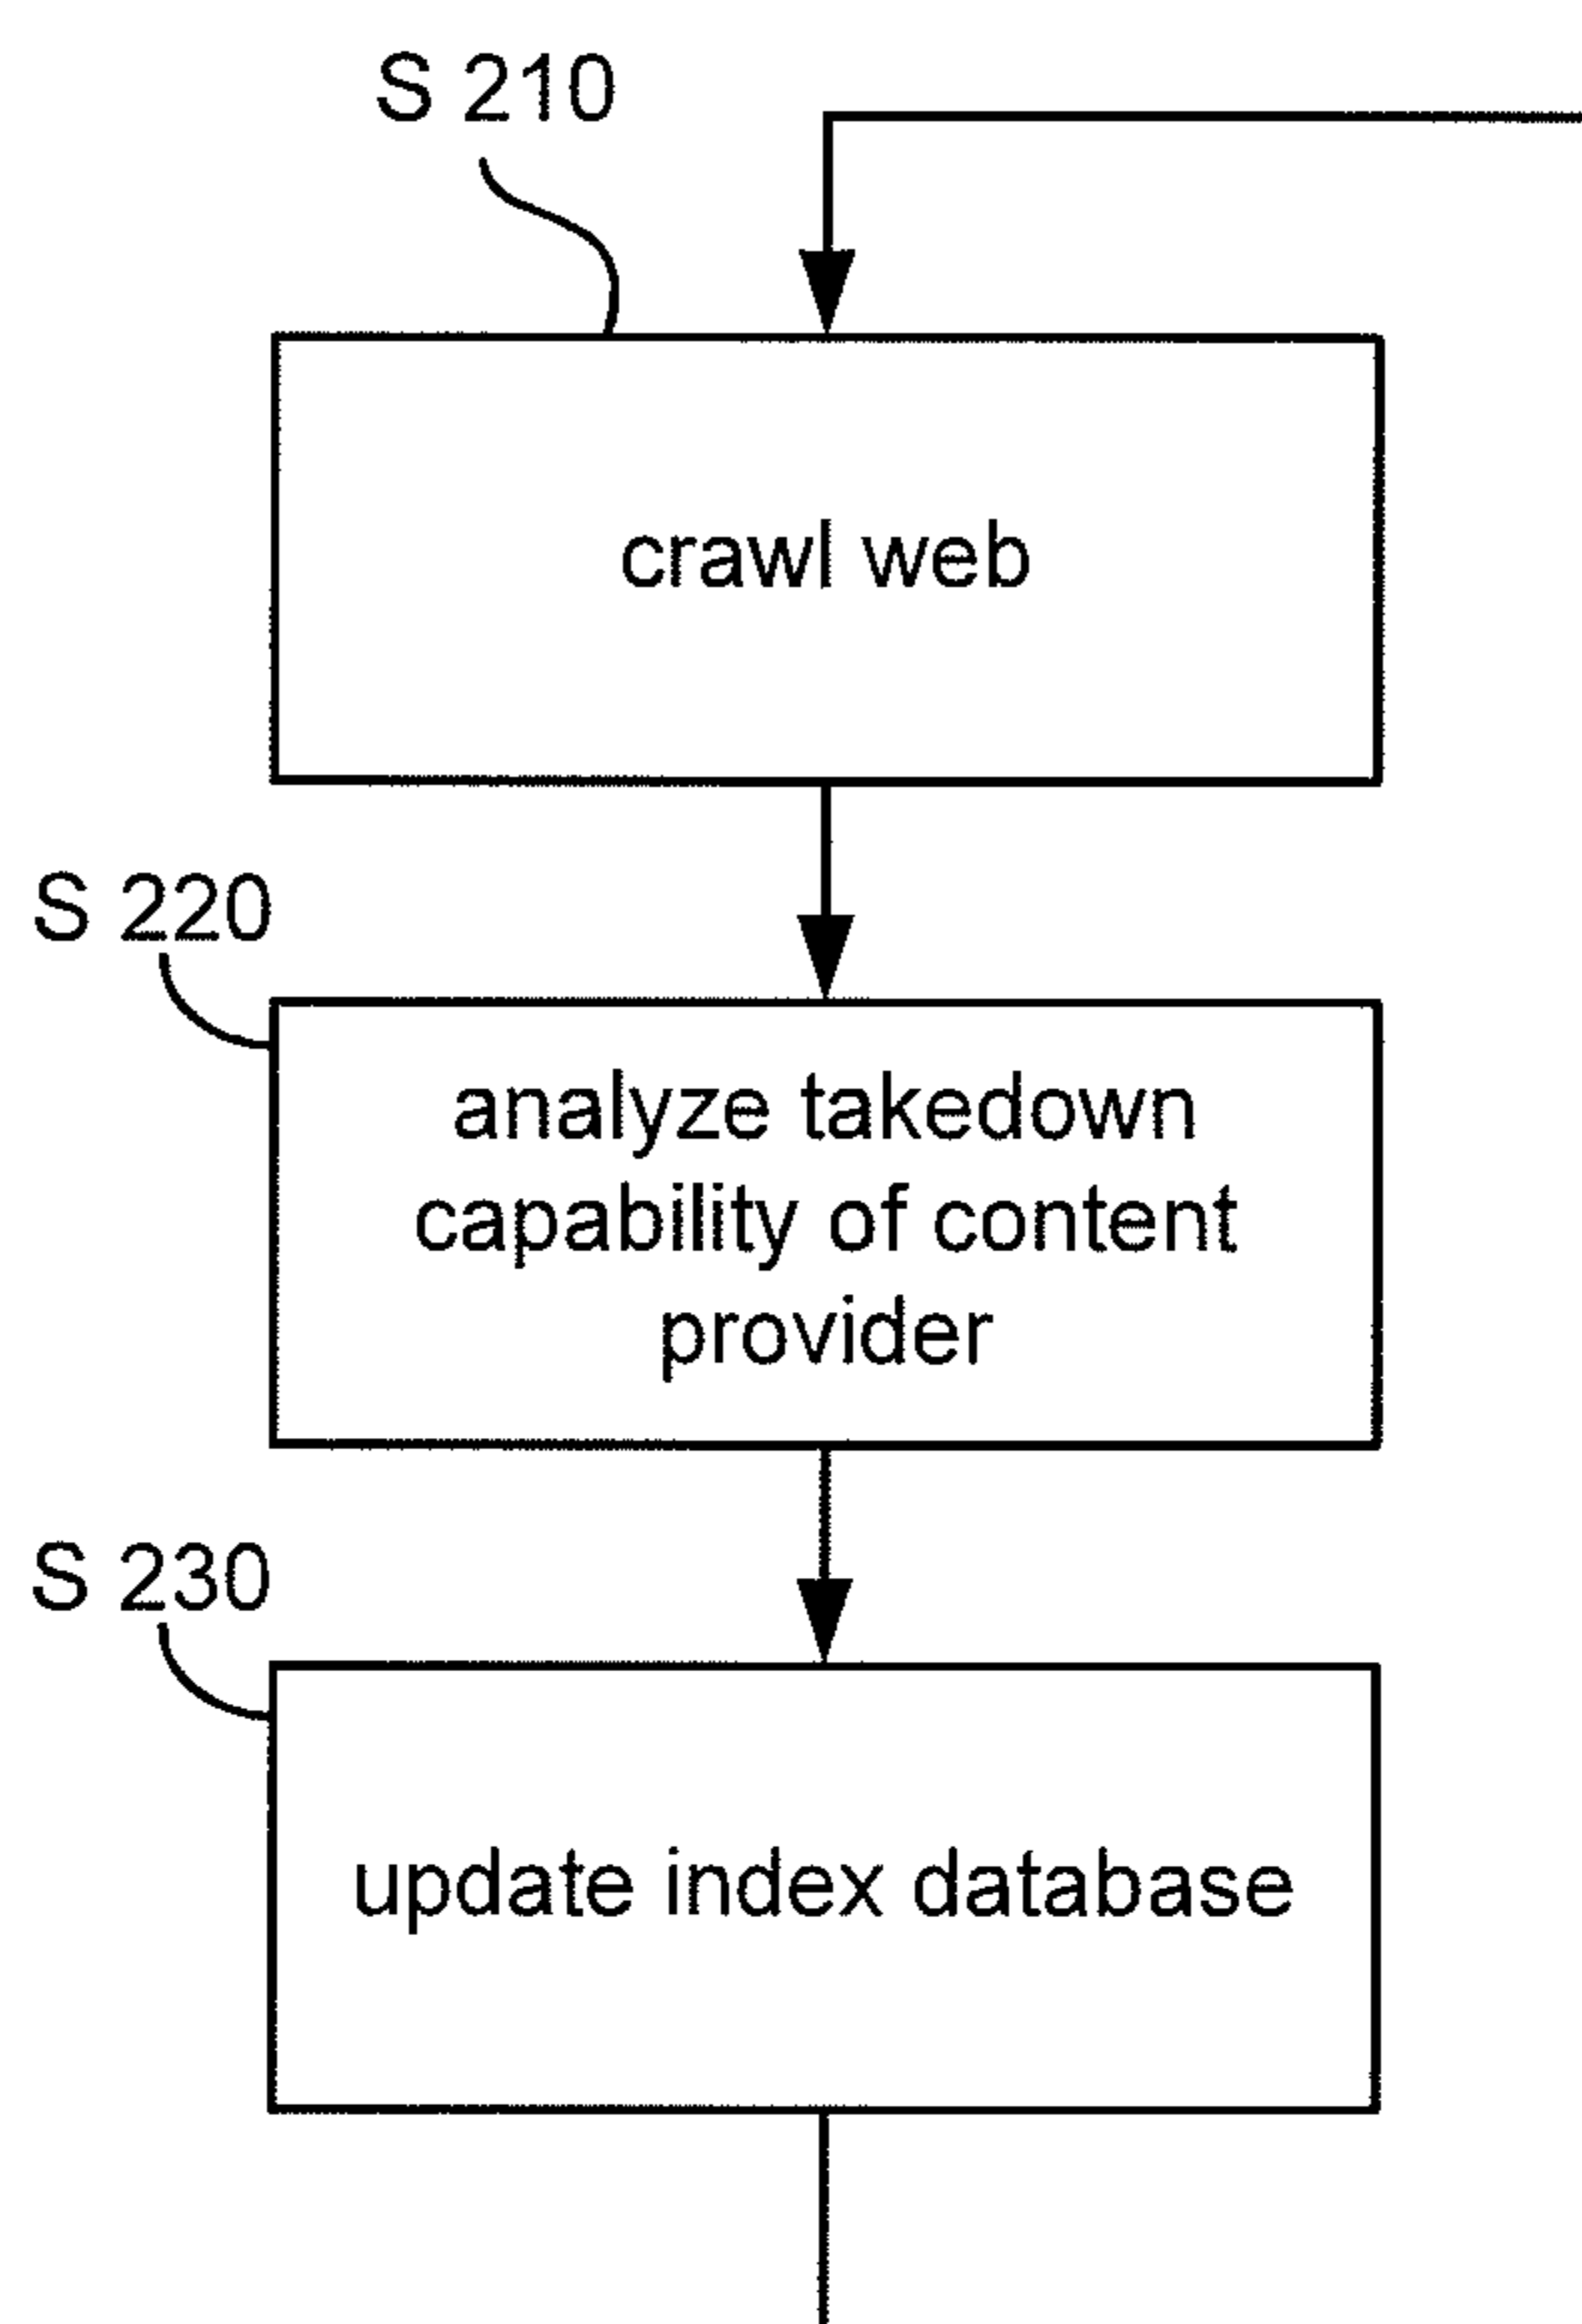 S 210
crawl web
S 220
analyze takedown
capability of content
provider
S 230
update index database